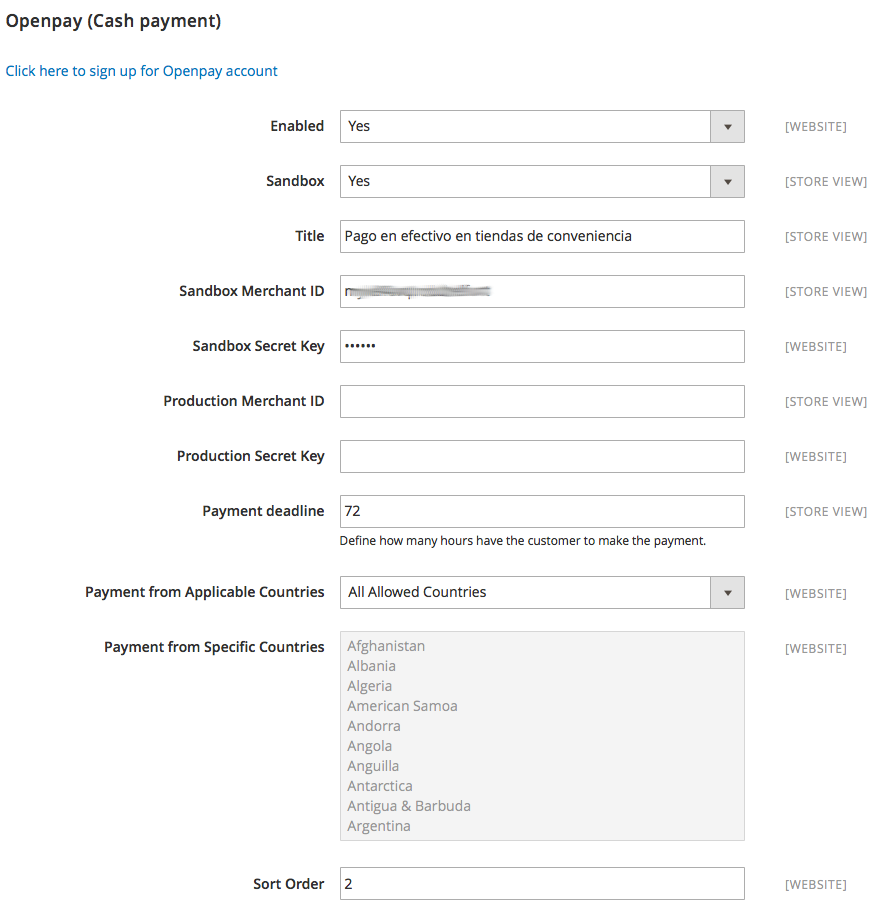 Openpay (Cash payment)
Click here to sign up for Openpay account
Enabled Yes [WEBSITE]
Sandbox Yes [STORE VIEW]
Title Pago en efectivo en tiendas de conveniencia [STORE VIEW]
Sandbox Merchant ID [STORE VIEW]
Sandbox Secret Key •••••• [WEBSITE]
Production Merchant ID [STORE VIEW]
Production Secret Key [WEBSITE]
Payment deadline 72 [STORE VIEW]
Define how many hours have the customer to make the payment.
Payment from Applicable Countries All Allowed Countries [WEBSITE]
Payment from Specific Countries Afghanistan [WEBSITE]
Albania
Algeria
American Samoa
Andorra
Angola
Anguilla
Antarctica
Antigua & Barbuda
Argentina
Sort Order 2 [WEBSITE]